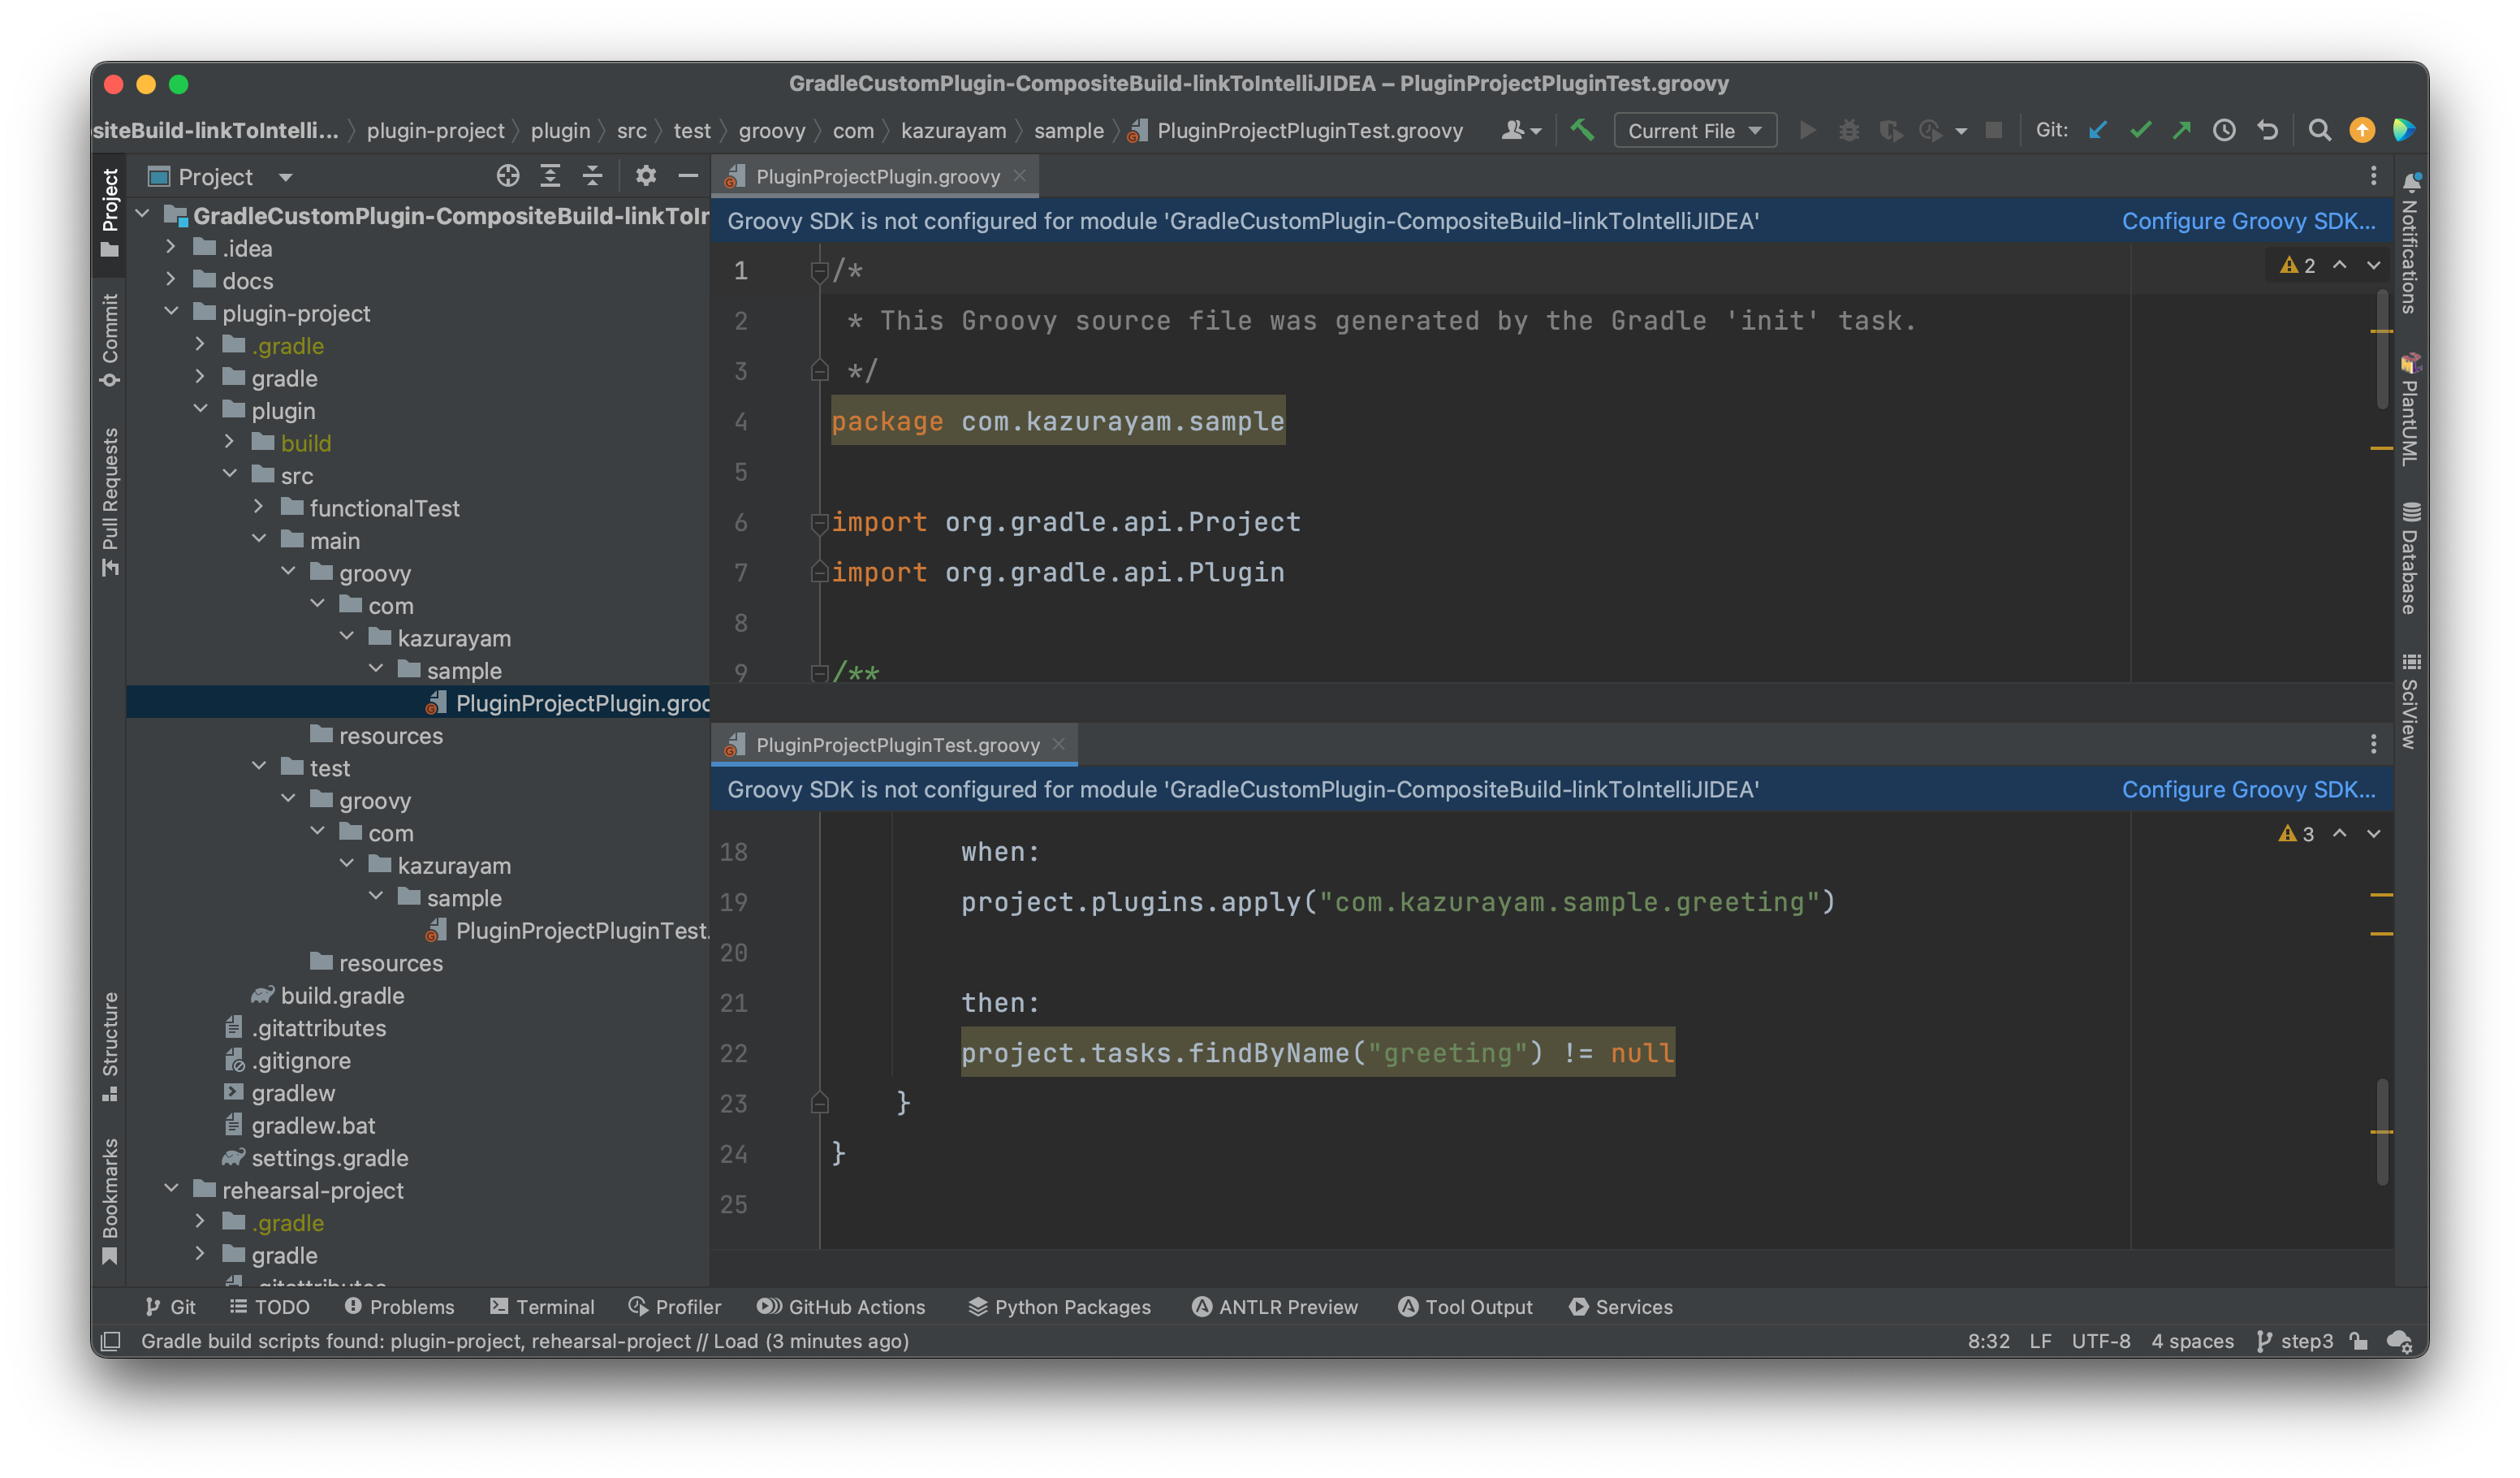 GradleCustomPlugin-CompositeBuild-linkToIntelliJIDEA – PluginProjectPluginTest.groovy
siteBuild-linkToIntelli... plugin-project plugin src test groovy com kazurayam sample PluginProjectPluginTest.groovy Current File Git:
Project
Commit
Pull Requests
Structure
Bookmarks
Project
GradleCustomPlugin-CompositeBuild-linkToIn
.idea
docs
plugin-project
.gradle
gradle
plugin
build
src
functionalTest
main
groovy
com
kazurayam
sample
PluginProjectPlugin.groo
resources
test
groovy
com
kazurayam
sample
PluginProjectPluginTest.
resources
build.gradle
.gitattributes
.gitignore
gradlew
gradlew.bat
settings.gradle
rehearsal-project
.gradle
gradle
.gitattributes
PluginProjectPlugin.groovy
Groovy SDK is not configured for module 'GradleCustomPlugin-CompositeBuild-linkToIntelliJIDEA' Configure Groovy SDK...
2
1 /*
2 * This Groovy source file was generated by the Gradle 'init' task.
3 */
4 package com.kazurayam.sample
5
6 import org.gradle.api.Project
7 import org.gradle.api.Plugin
8
9 /**
PluginProjectPluginTest.groovy
Groovy SDK is not configured for module 'GradleCustomPlugin-CompositeBuild-linkToIntelliJIDEA' Configure Groovy SDK...
3
18 when:
19 project.plugins.apply("com.kazurayam.sample.greeting")
20
21 then:
22 project.tasks.findByName("greeting") != null
23 }
24 }
25
Notifications
PlantUML
Database
SciView
Git TODO Problems Terminal Profiler GitHub Actions Python Packages ANTLR Preview Tool Output Services
Gradle build scripts found: plugin-project, rehearsal-project // Load (3 minutes ago) 8:32 LF UTF-8 4 spaces step3